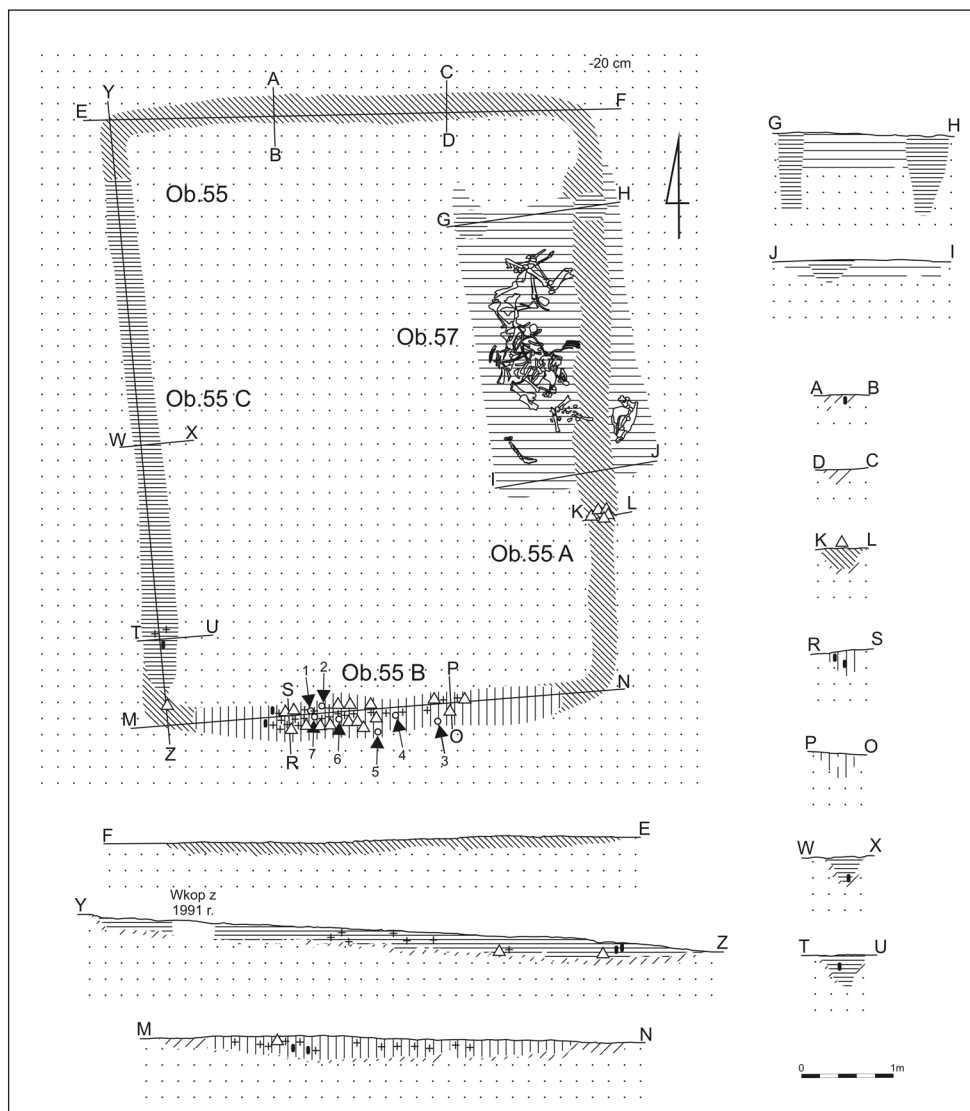 -20 cm
A
C
Y
E
F
B
D
Ob.55
H
G
Ob.57
Ob.55 C
W
X
J
I
K
L
Ob.55 A
T
U
Ob.55 B
1
2
P
S
N
M
Z
R
7
6
5
4
3
O
G
H
J
I
A
B
D
C
K
L
R
S
P
O
W
X
T
U
F
E
Y
Wkop z
1991 r.
Z
M
N
0
1m